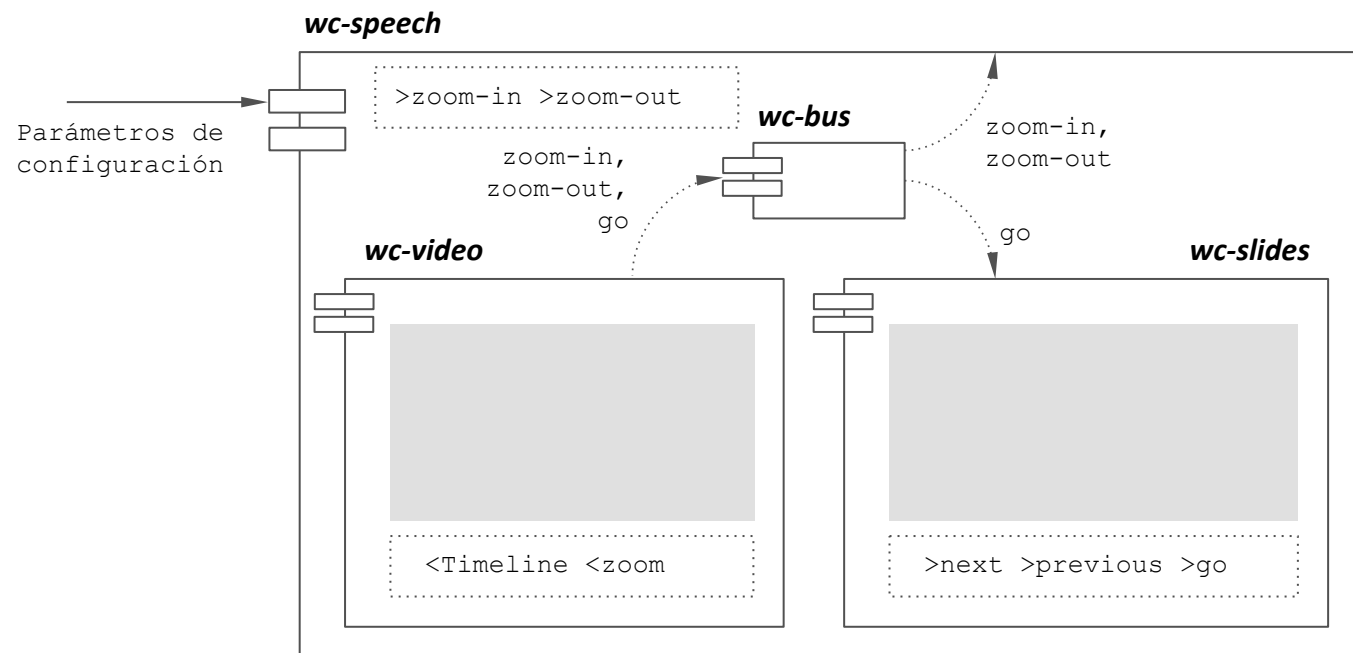 wc-speech
>zoom-in >zoom-out
Parámetros de
configuración
wc-bus
zoom-in,
zoom-out,
go
zoom-in,
zoom-out
go
wc-video
wc-slides
<Timeline <zoom
>next >previous >go